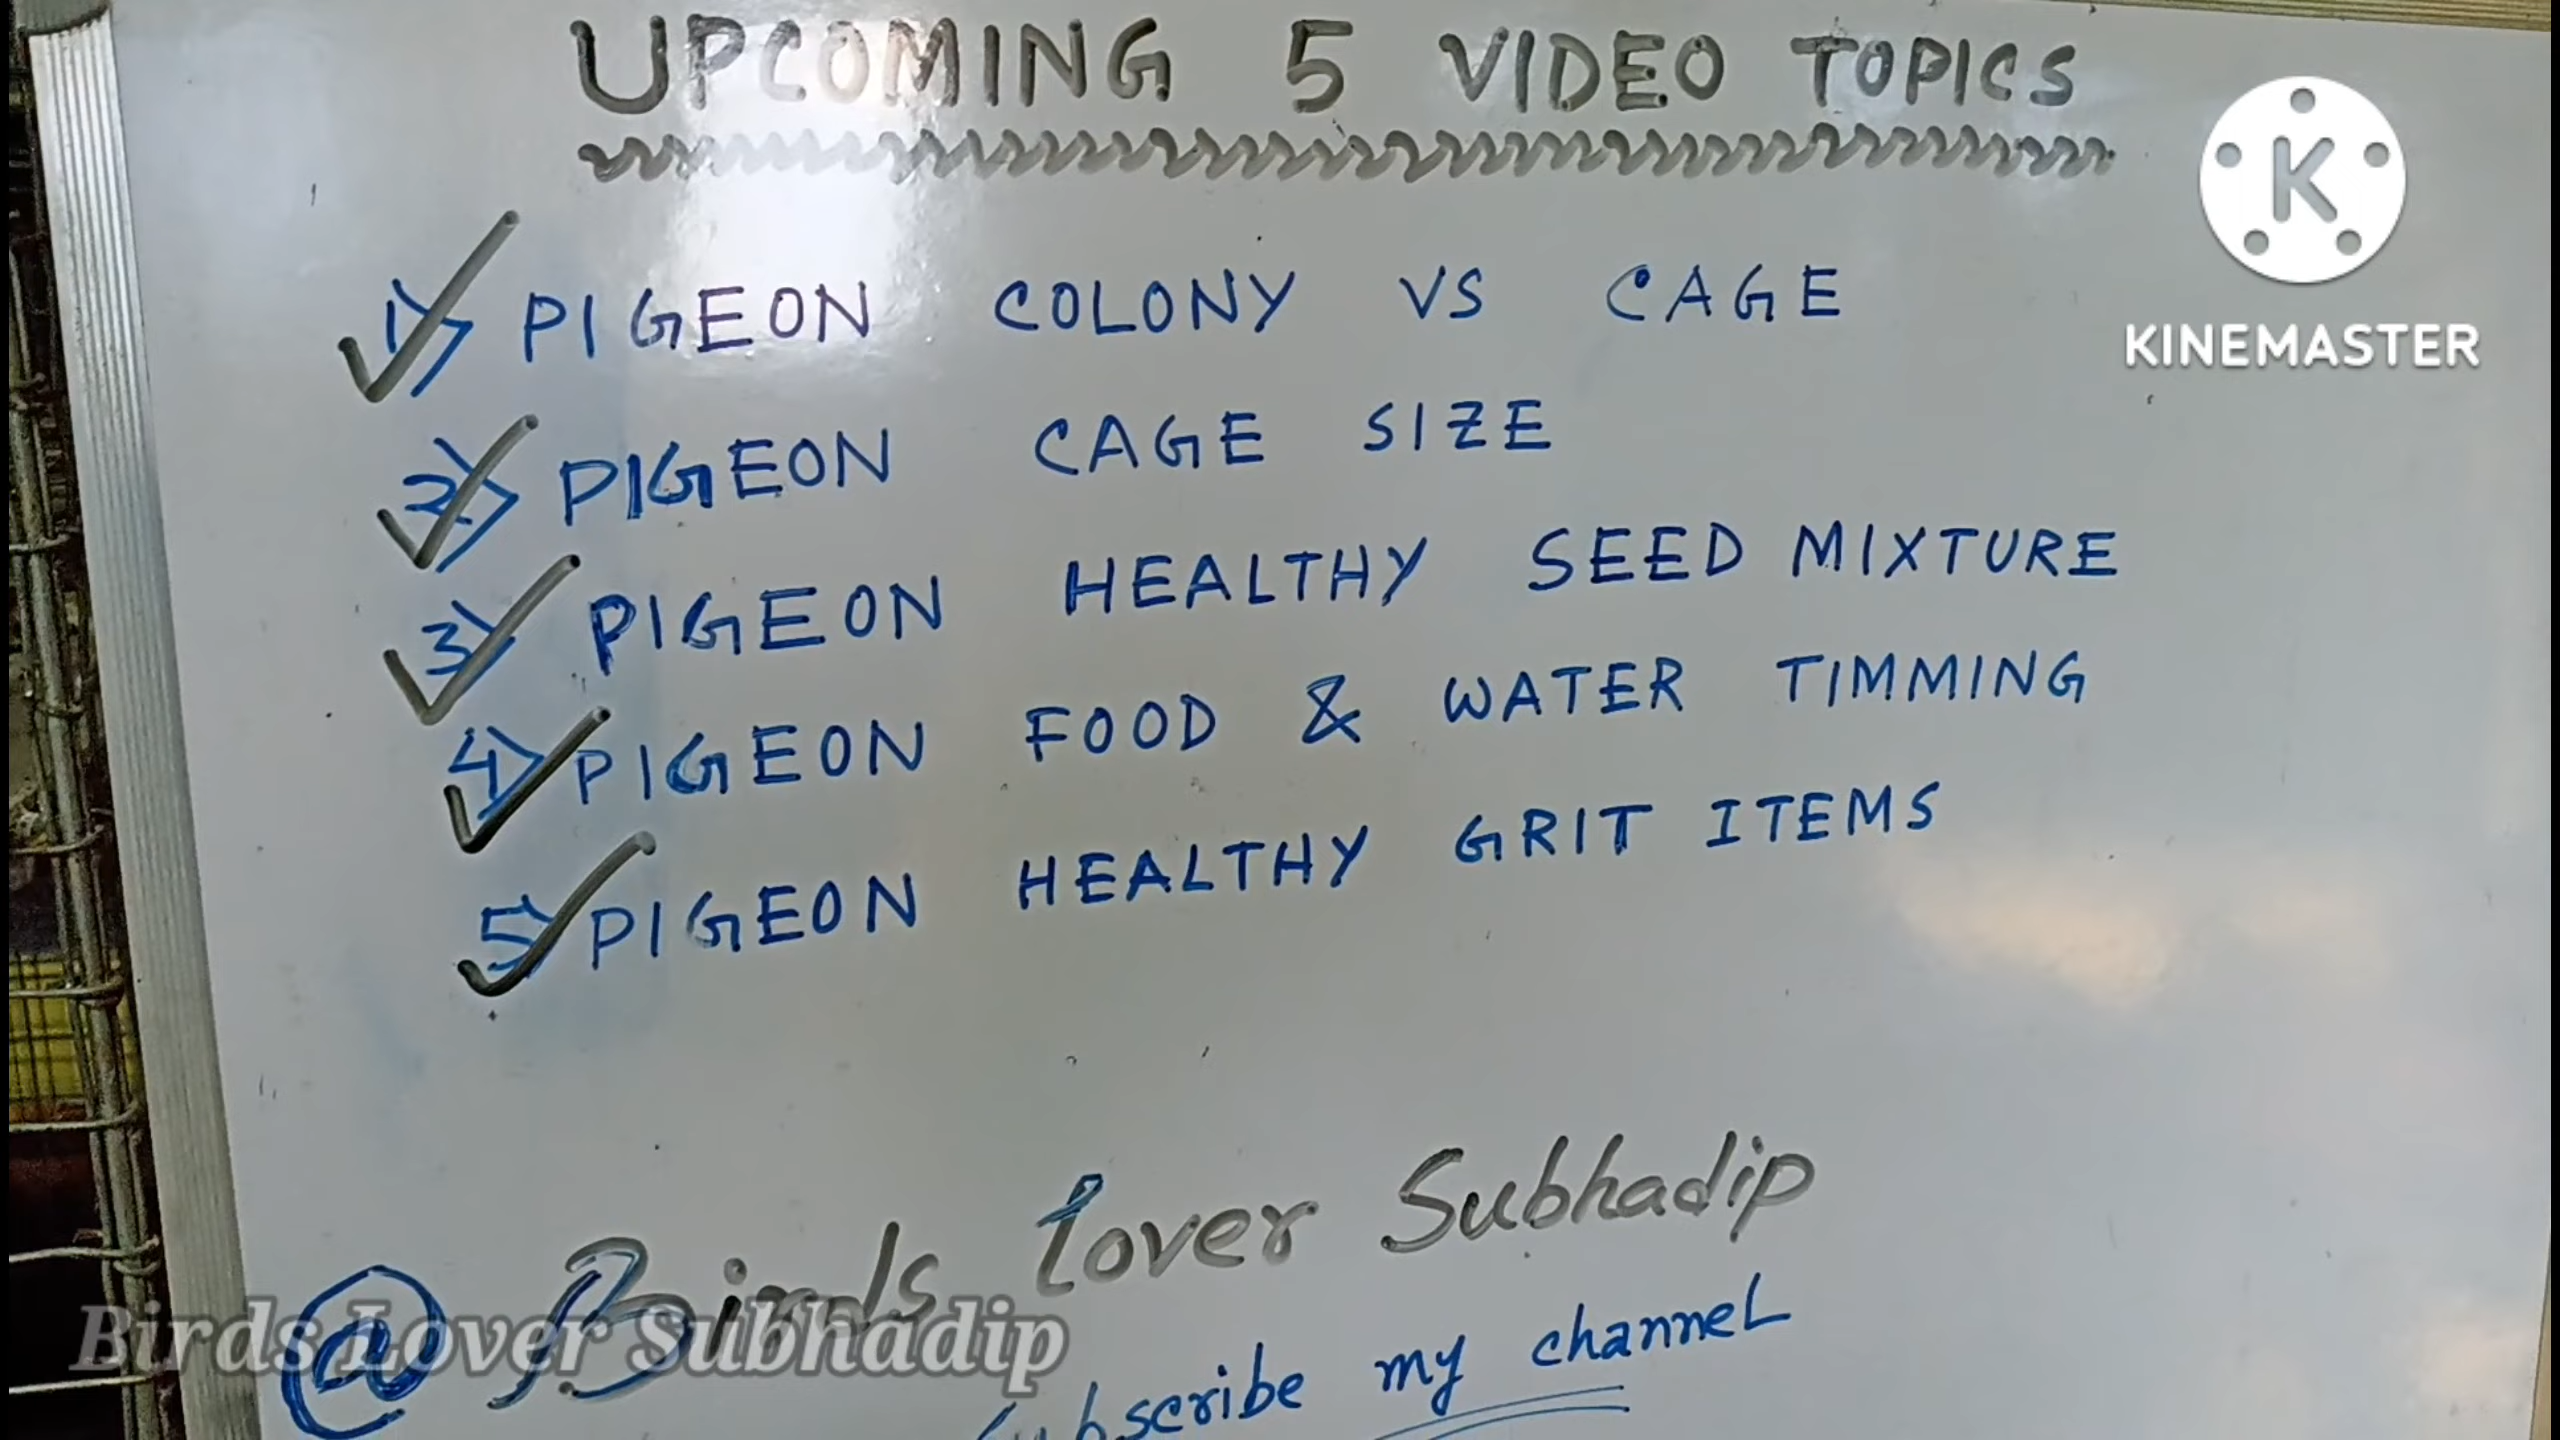 UPCOMING 5 VIDEO TOPICS
KINEMASTER
1) PIGEON COLONY VS CAGE
2) PIGEON CAGE SIZE
3) PIGEON HEALTHY SEED MIXTURE
4) PIGEON FOOD & WATER TIMMING
5) PIGEON HEALTHY GRIT ITEMS
@ Birds lover Subhadip
Birds Lover Subhadip
Subscribe my channel